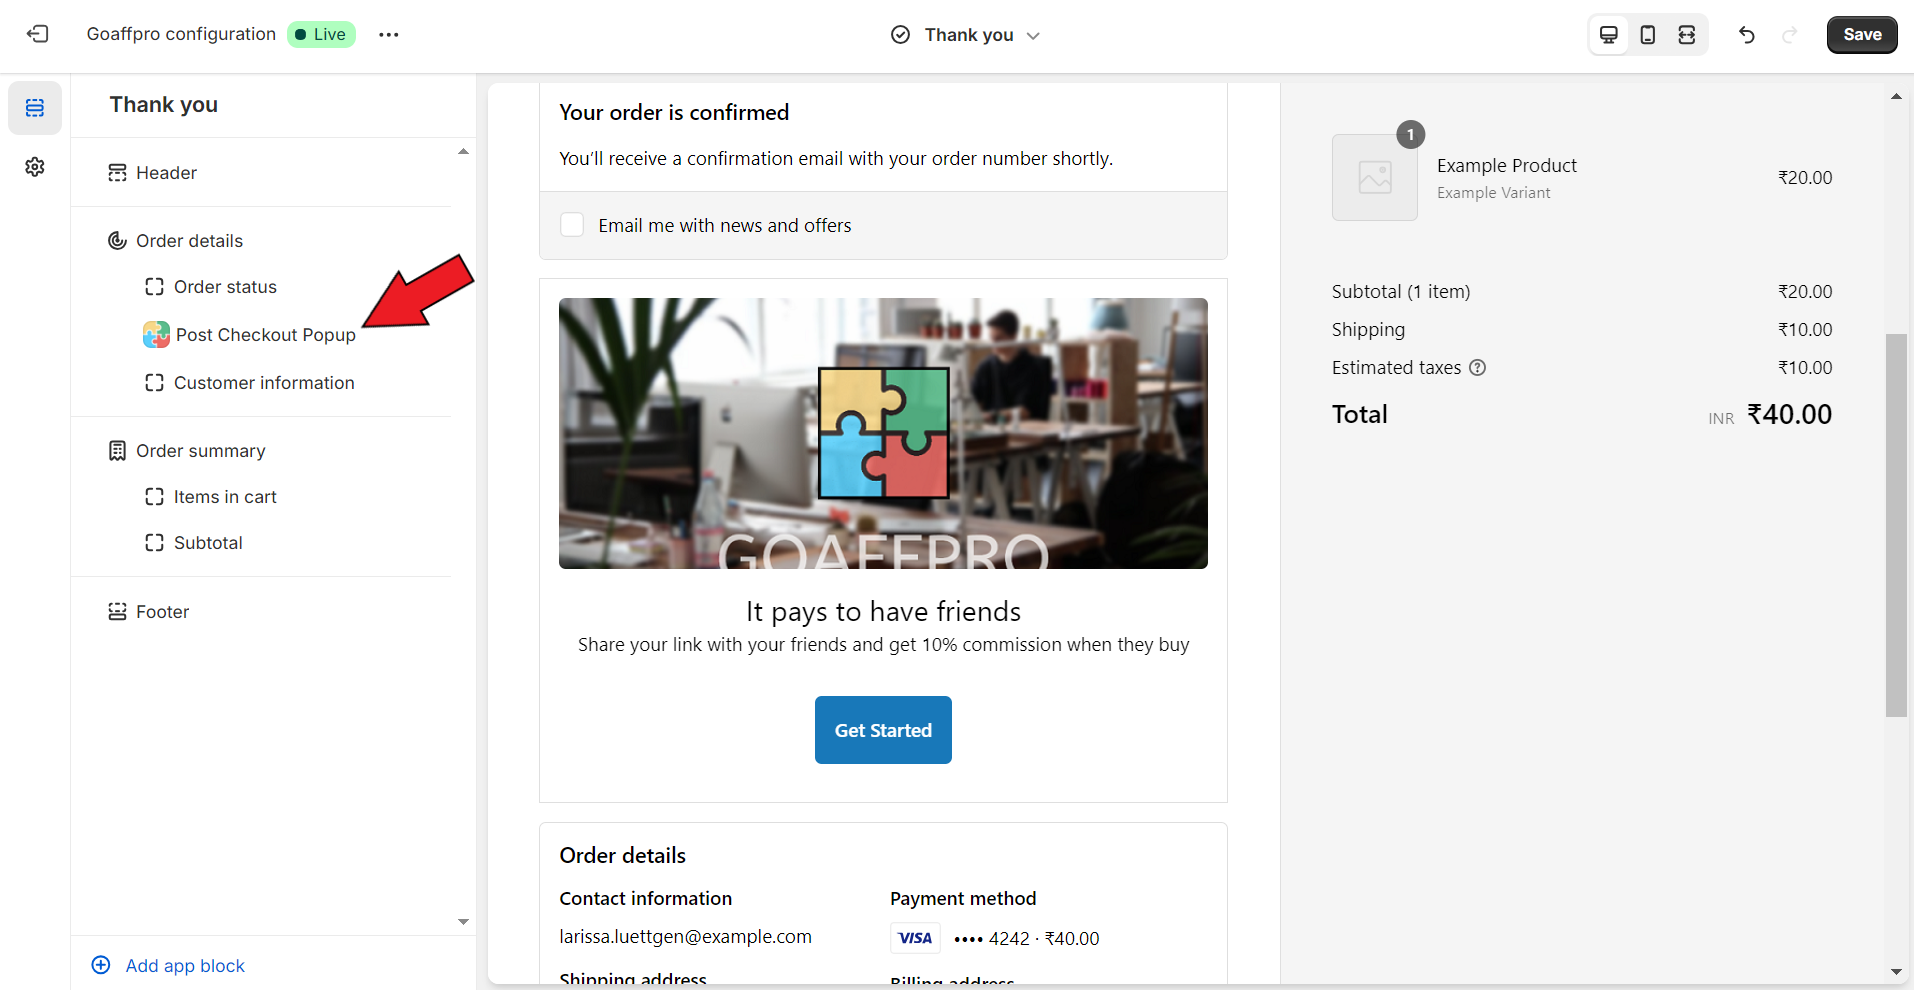 Goaffpro configuration
Live
Thank you
Save
Thank you
Header
Order details
Order status
Post Checkout Popup
Customer information
Order summary
Items in cart
Subtotal
Footer
Add app block
Your order is confirmed
You’ll receive a confirmation email with your order number shortly.
Email me with news and offers
GOAFFPRO
It pays to have friends
Share your link with your friends and get 10% commission when they buy
Get Started
Order details
Contact information
larissa.luettgen@example.com
Shipping address
Payment method
VISA •••• 4242 · ₹40.00
Billing address
1
Example Product
Example Variant
₹20.00
Subtotal (1 item) ₹20.00
Shipping ₹10.00
Estimated taxes ₹10.00
Total INR ₹40.00